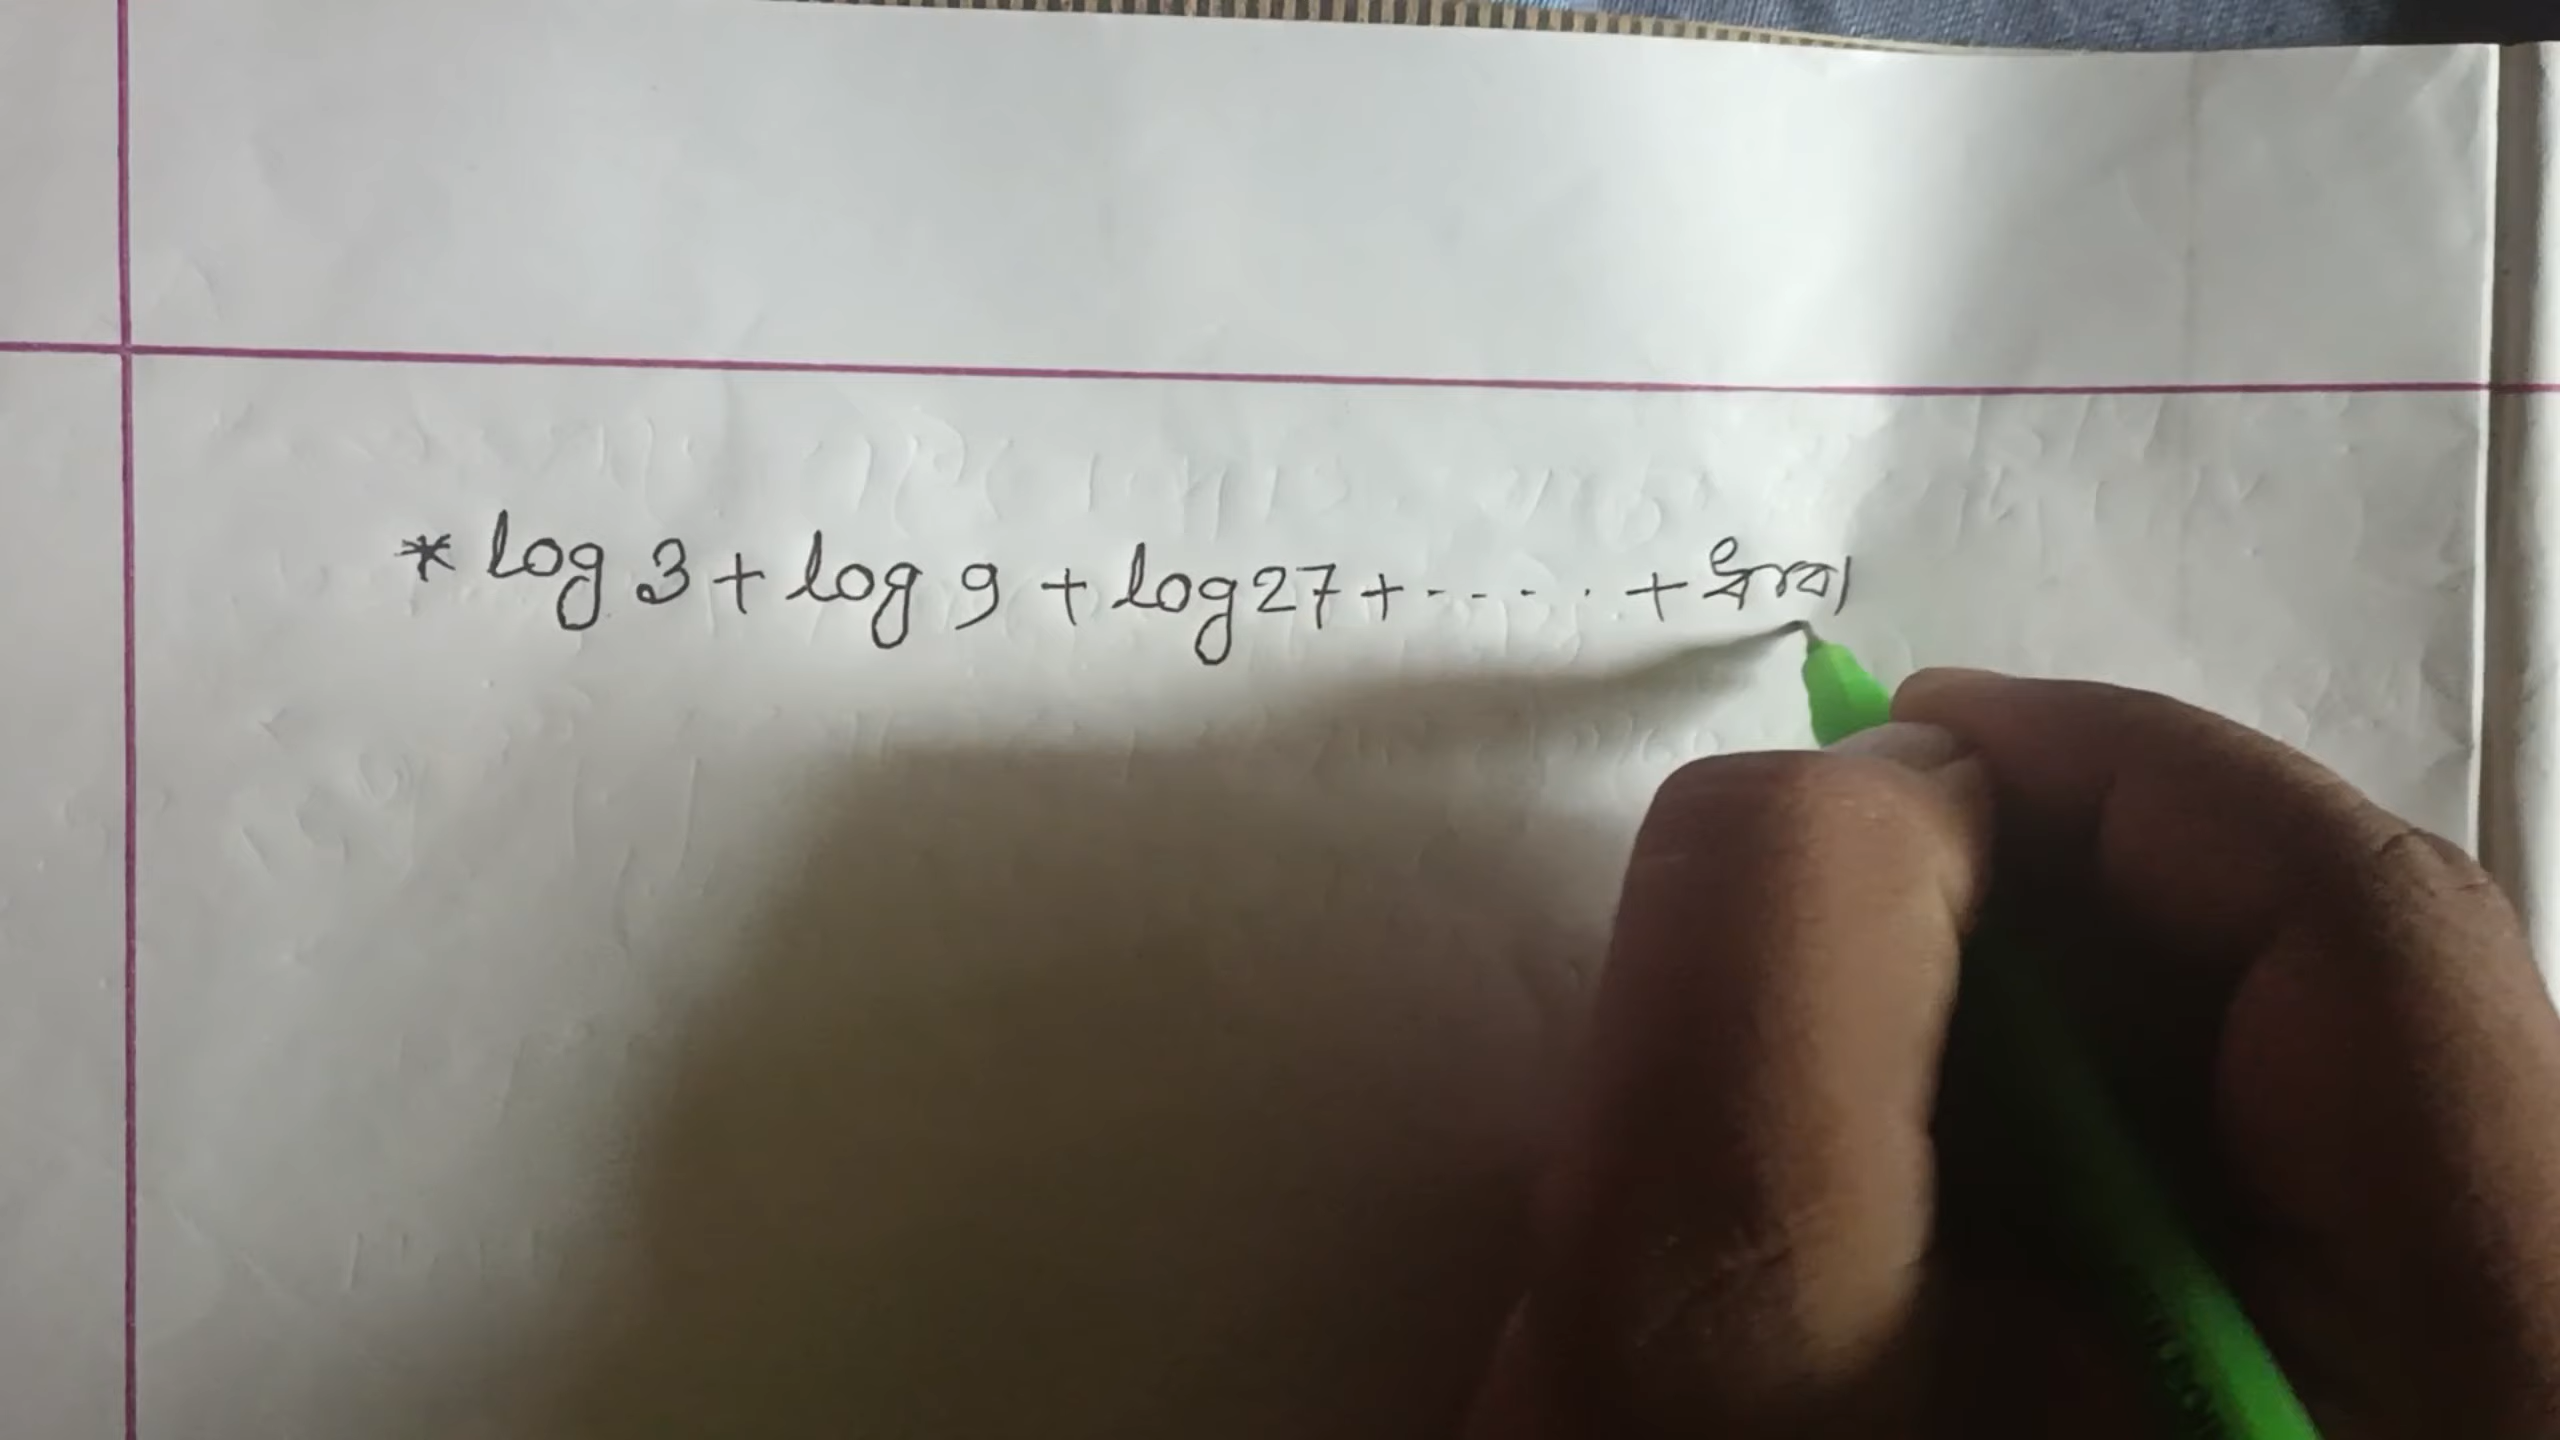 * log 3 + log 9 + log 27 + - - - - · + ধারা